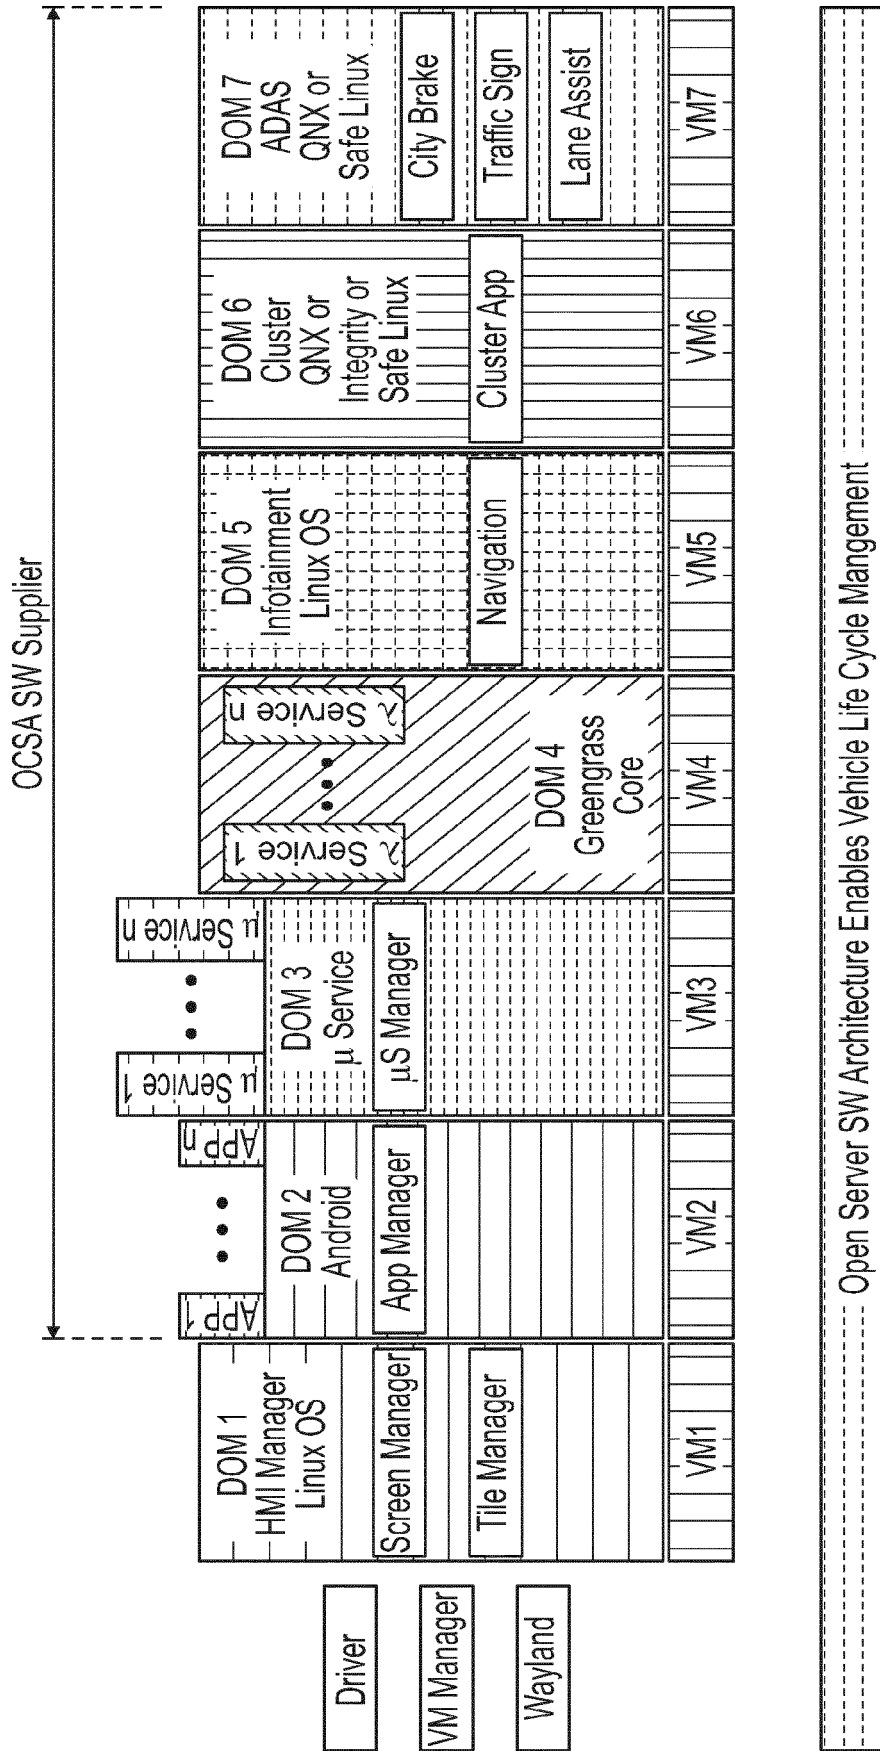 OCSA SW Supplier
Driver
VM Manager
Wayland
DOM 1
HMI Manager
Linux OS
Screen Manager
Tile Manager
VM1
APP 1
APP n
DOM 2
Android
App Manager
VM2
µ Service 1
µ Service n
DOM 3
µ Service
µS Manager
VM3
λ Service 1
λ Service n
DOM 4
Greengrass
Core
VM4
DOM 5
Infotainment
Linux OS
Navigation
VM5
DOM 6
Cluster
QNX or
Integrity or
Safe Linux
Cluster App
VM6
DOM 7
ADAS
QNX or
Safe Linux
City Brake
Traffic Sign
Lane Assist
VM7
Open Server SW Architecture Enables Vehicle Life Cycle Mangement